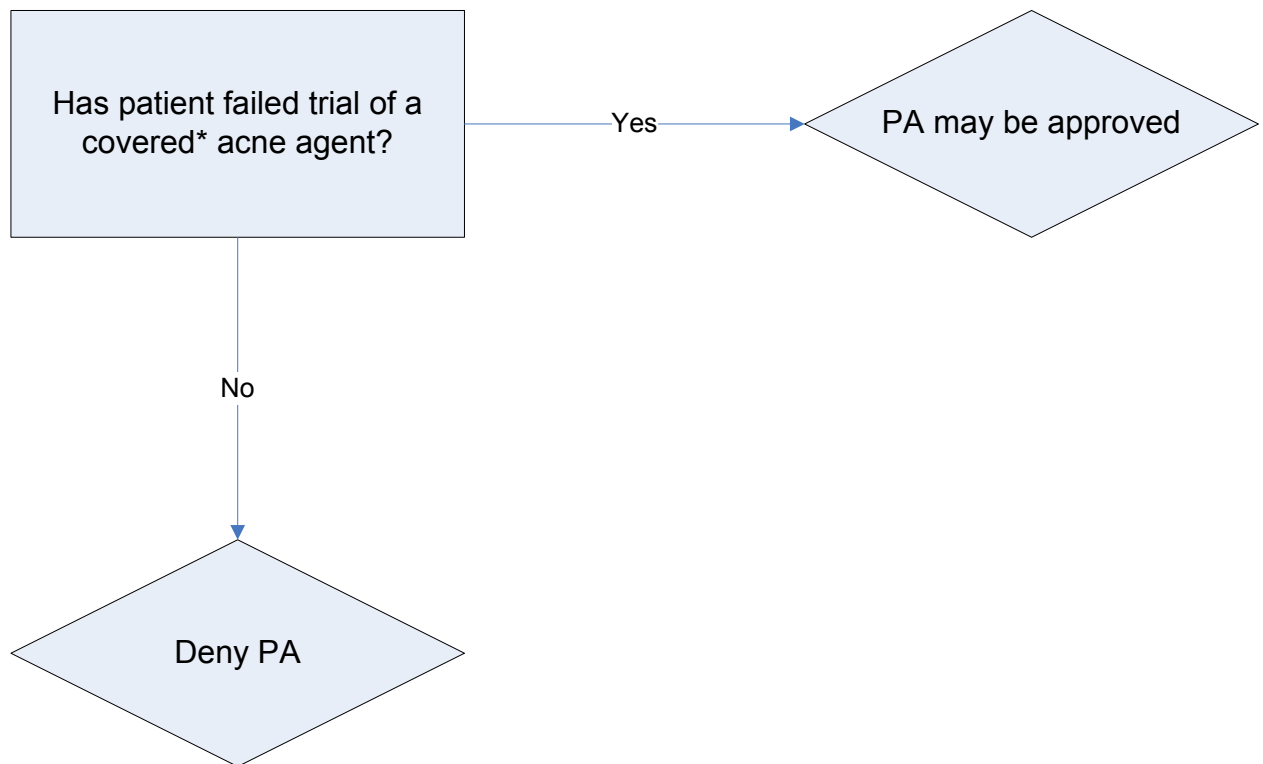 Has patient failed trial of a
covered* acne agent?
Yes
PA may be approved
No
Deny PA